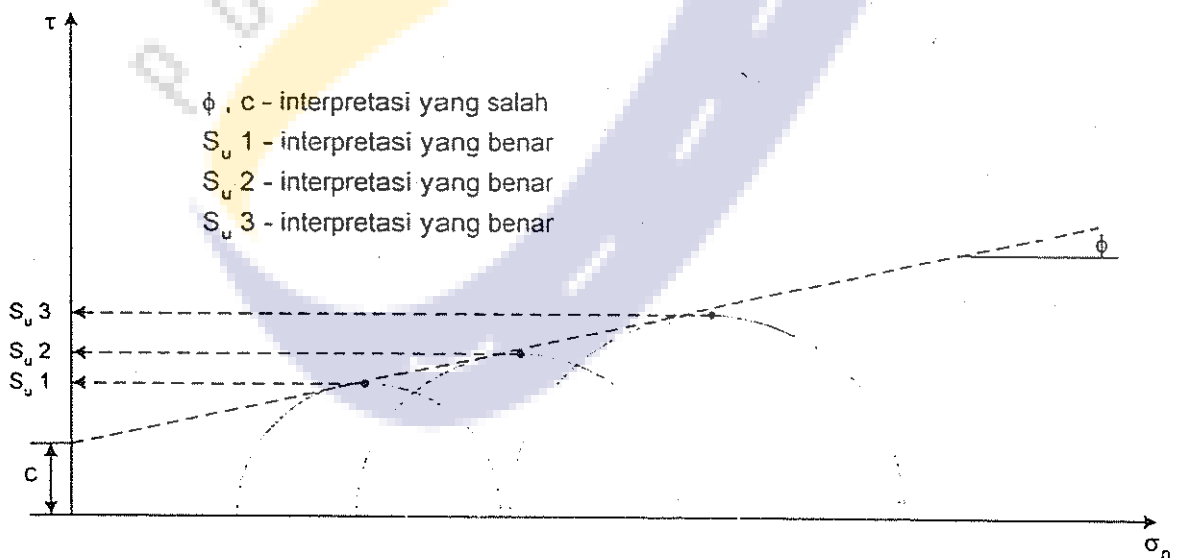 τ
ϕ , c - interpretasi yang salah
Sᵤ 1 - interpretasi yang benar
Sᵤ 2 - interpretasi yang benar
Sᵤ 3 - interpretasi yang benar
ϕ
Sᵤ 3
Sᵤ 2
Sᵤ 1
c
σₙ